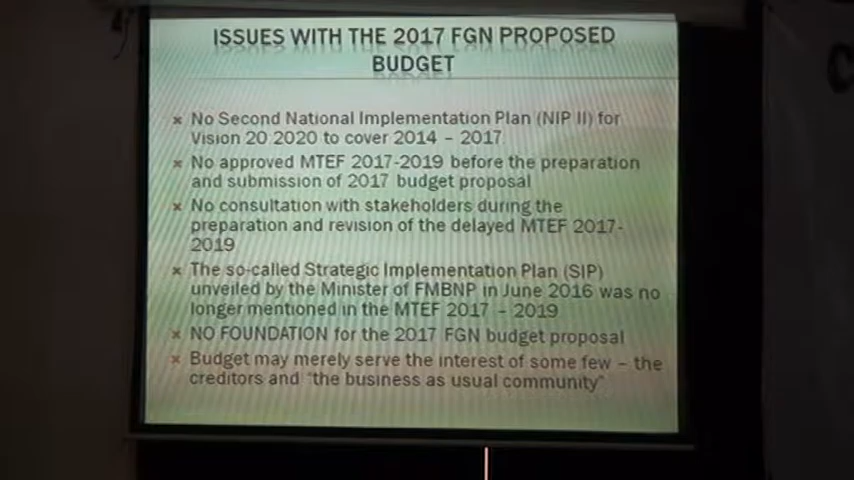 ISSUES WITH THE 2017 FGN PROPOSED
BUDGET
No Second National Implementation Plan (NIP II) for
Vision 20 2020 to cover 2014 – 2017
No approved MTEF 2017-2019 before the preparation
and submission of 2017 budget proposal
No consultation with stakeholders during the
preparation and revision of the delayed MTEF 2017-
2019
The so-called Strategic Implementation Plan (SIP)
unveiled by the Minister of FMBNP in June 2016 was no
longer mentioned in the MTEF 2017 – 2019
NO FOUNDATION for the 2017 FGN budget proposal
Budget may merely serve the interest of some few – the
creditors and "the business as usual community"